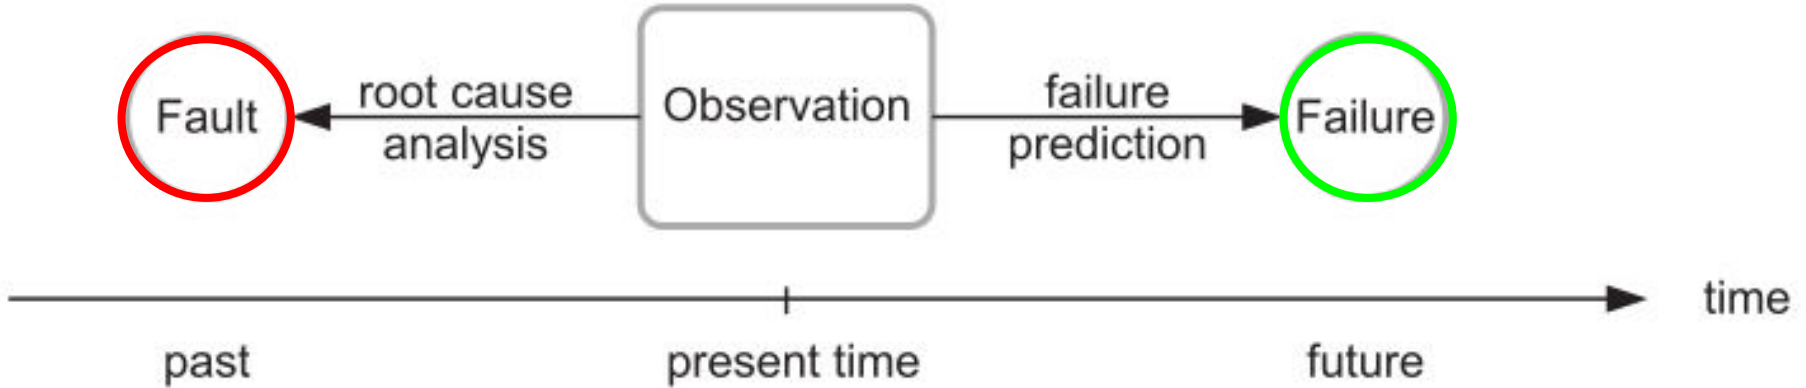 root cause
failure
Fault
Observation
Failure
analysis
prediction
time
past
present time
future